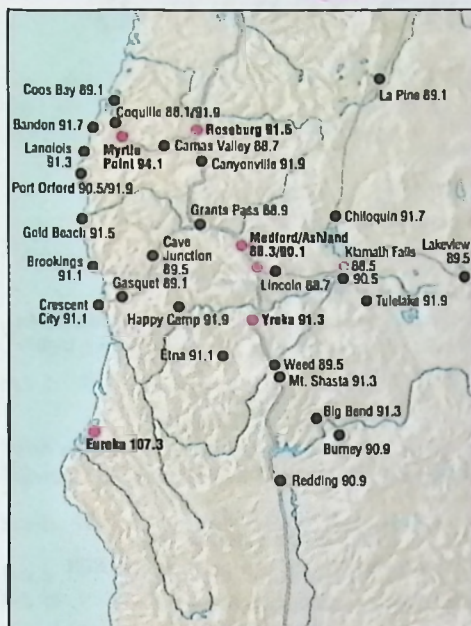 Coos Bay 89.1
La Pine 89.1
Coquille 88.1/91.9
Bandon 91.7
Roseburg 91.5
Myrtle
Point 94.1
Camas Valley 88.7
Langlois
91.3
Canyonville 91.9
Port Orford 90.5/91.9
Grants Pass 88.9
Gold Beach 91.5
Chiloquin 91.7
Cave
Junction
89.5
Medford/Ashland
88.3/90.1
Klamath Falls
88.5
90.5
Lakeview
89.5
Brookings
91.1
Lincoln 88.7
Gasquet 89.1
Tulelake 91.9
Crescent
City 91.1
Happy Camp 91.9
Yreka 91.3
Etna 91.1
Weed 89.5
Mt. Shasta 91.3
Big Bend 91.3
Eureka 107.3
Burney 90.9
Redding 90.9